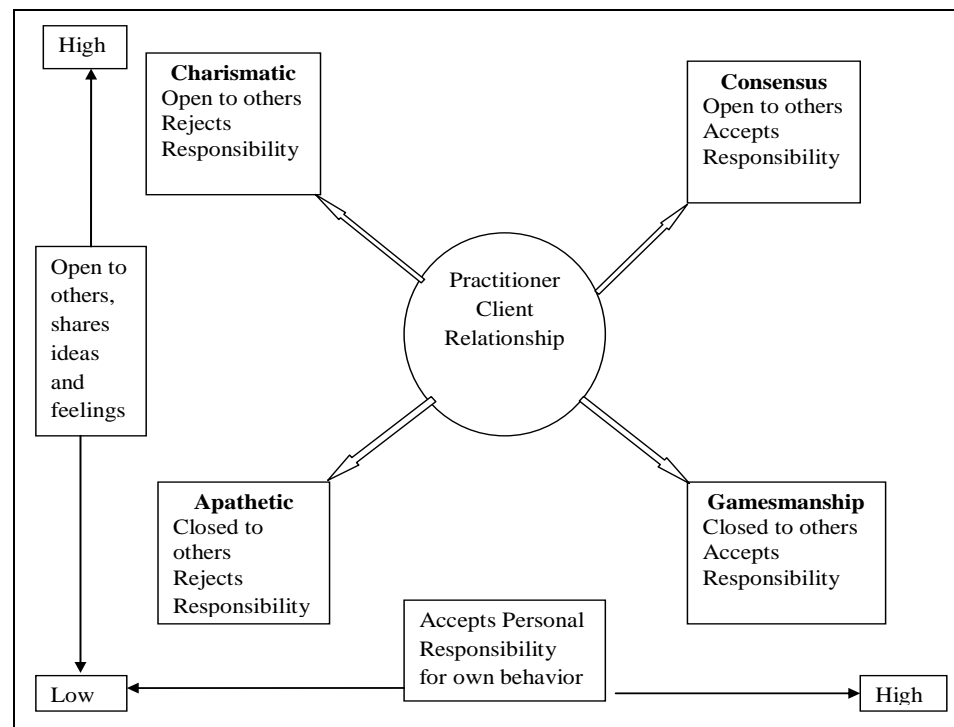 High
Charismatic
Open to others
Rejects
Responsibility
Consensus
Open to others
Accepts
Responsibility
Open to
others,
shares
ideas
and
feelings
Practitioner
Client
Relationship
Apathetic
Closed to
others
Rejects
Responsibility
Gamesmanship
Closed to others
Accepts
Responsibility
Accepts Personal
Responsibility
for own behavior
Low
High